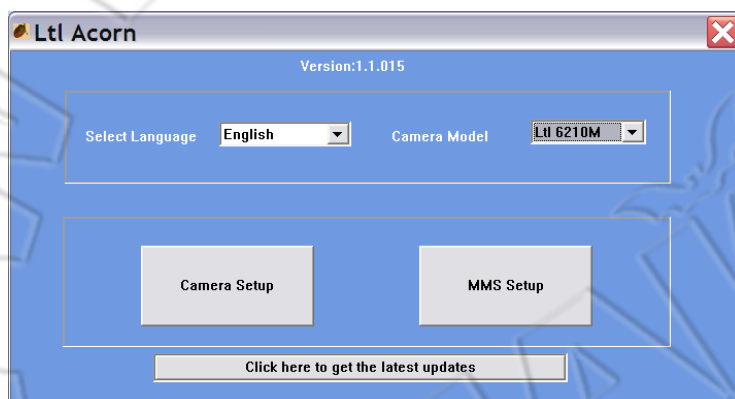 Ltl Acorn
Version:1.1.015
Select Language English Camera Model Ltl 6210M
Camera Setup MMS Setup
Click here to get the latest updates